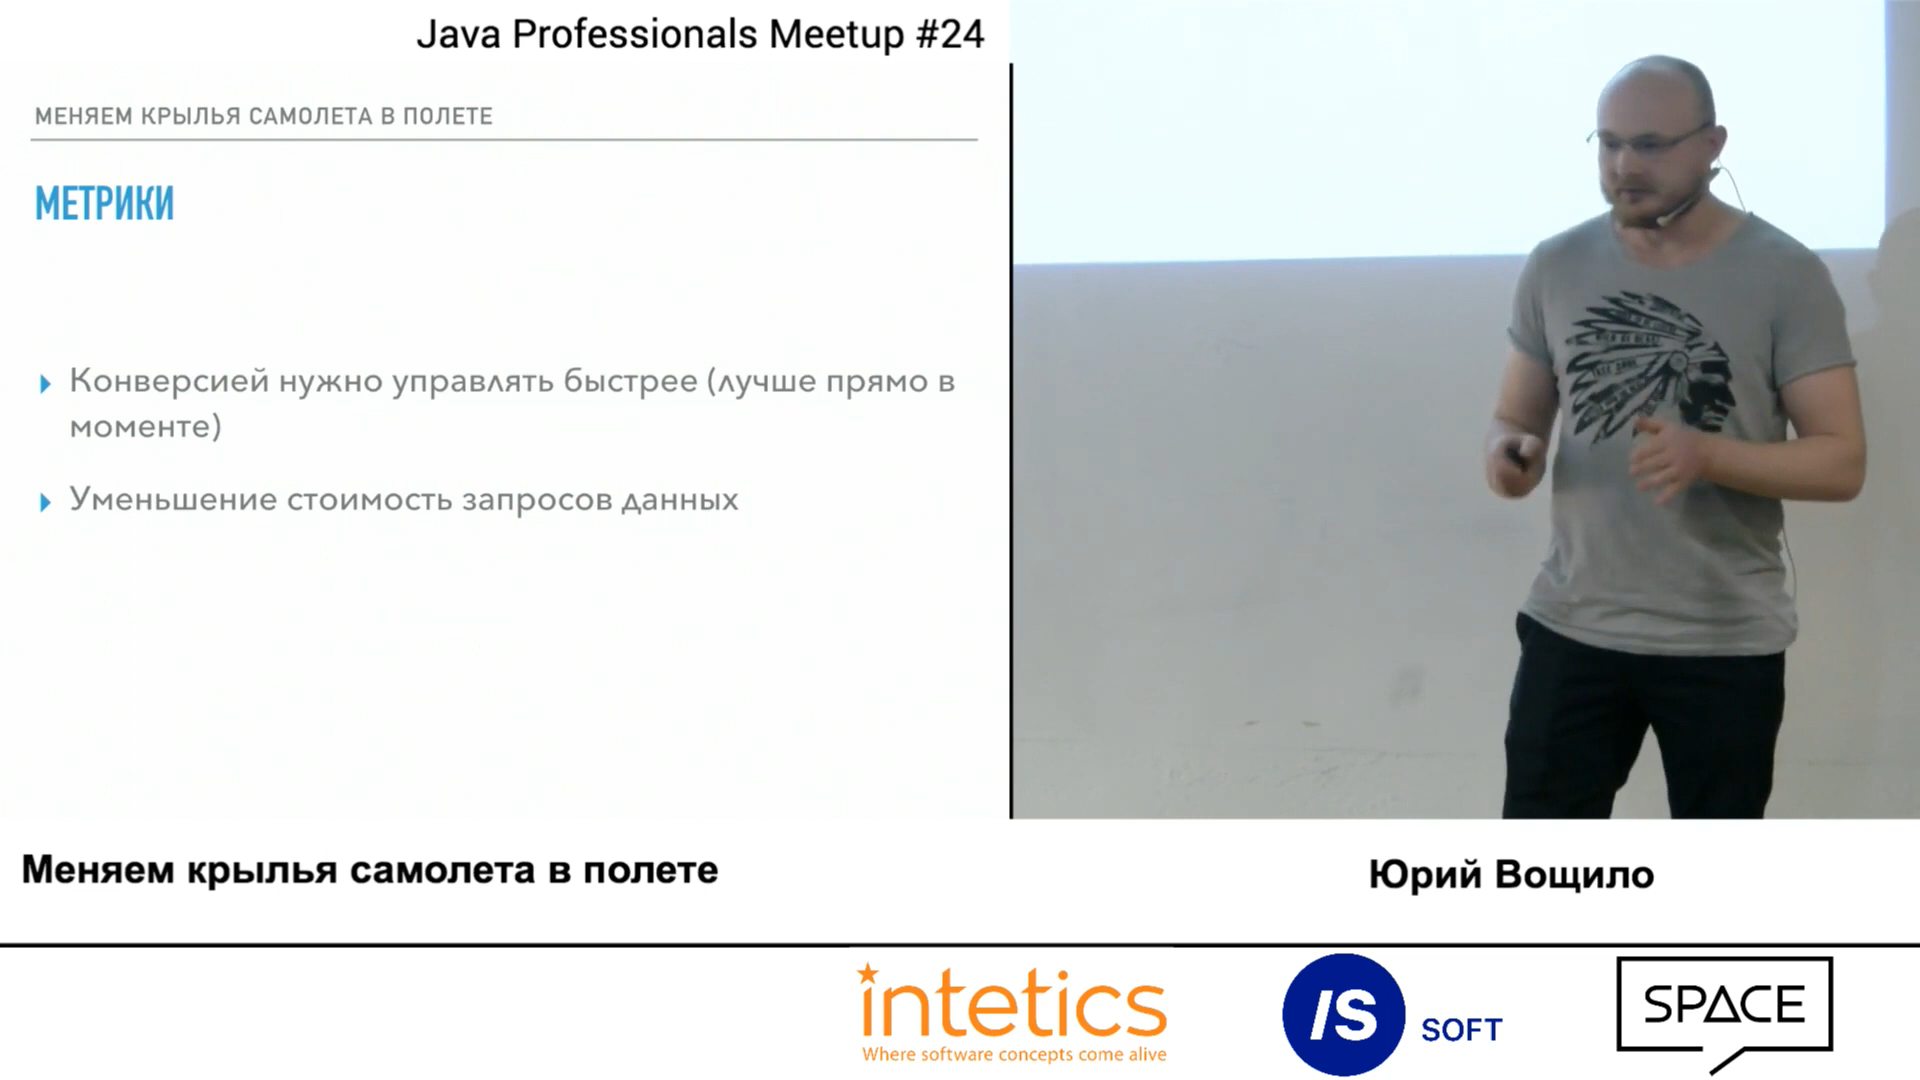 Java Professionals Meetup #24
МЕНЯЕМ КРЫЛЬЯ САМОЛЕТА В ПОЛЕТЕ
МЕТРИКИ
Конверсией нужно управлять быстрее (лучше прямо в
моменте)
Уменьшение стоимость запросов данных
Меняем крылья самолета в полете
Юрий Вощило
intetics
Where software concepts come alive
/S SOFT
SPACE